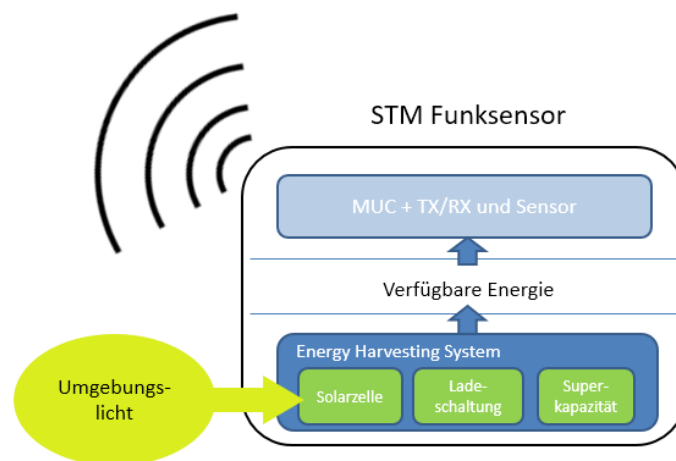 STM Funksensor
MUC + TX/RX und Sensor
Verfügbare Energie
Energy Harvesting System
Umgebungs-
licht
Solarzelle
Lade-
schaltung
Super-
kapazität